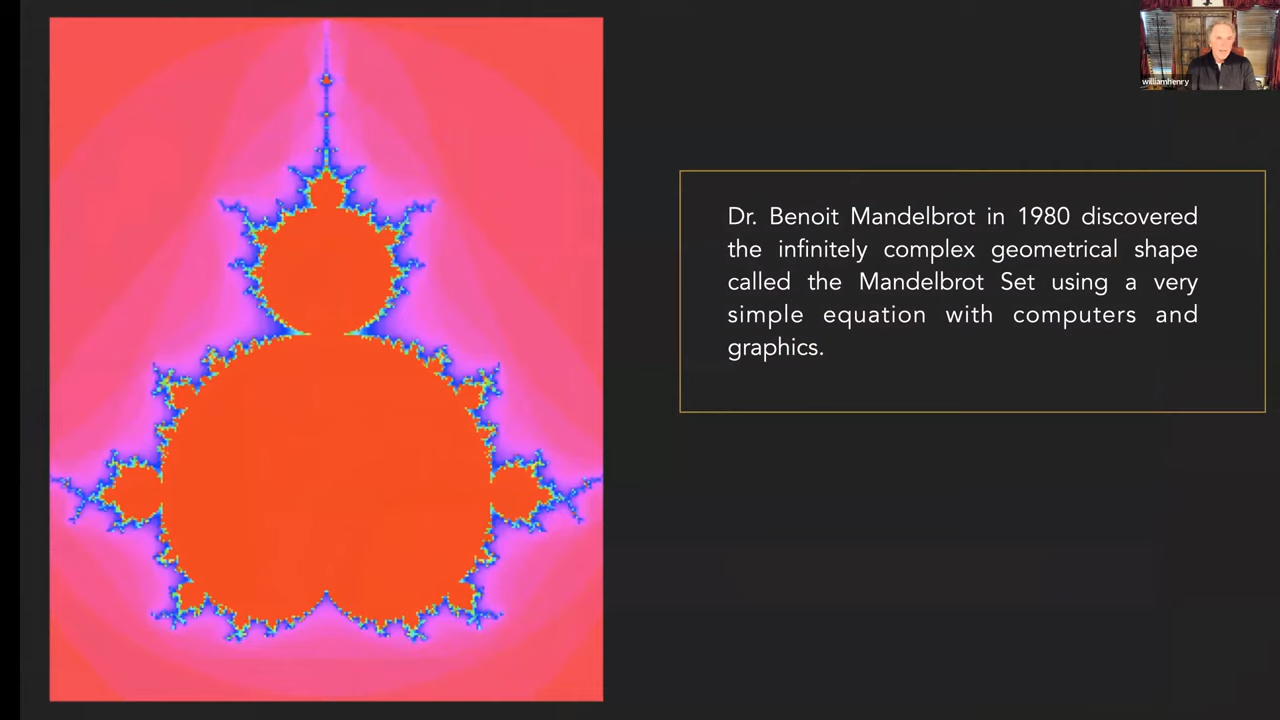 williamhenry
Dr. Benoit Mandelbrot in 1980 discovered
the infinitely complex geometrical shape
called the Mandelbrot Set using a very
simple equation with computers and
graphics.